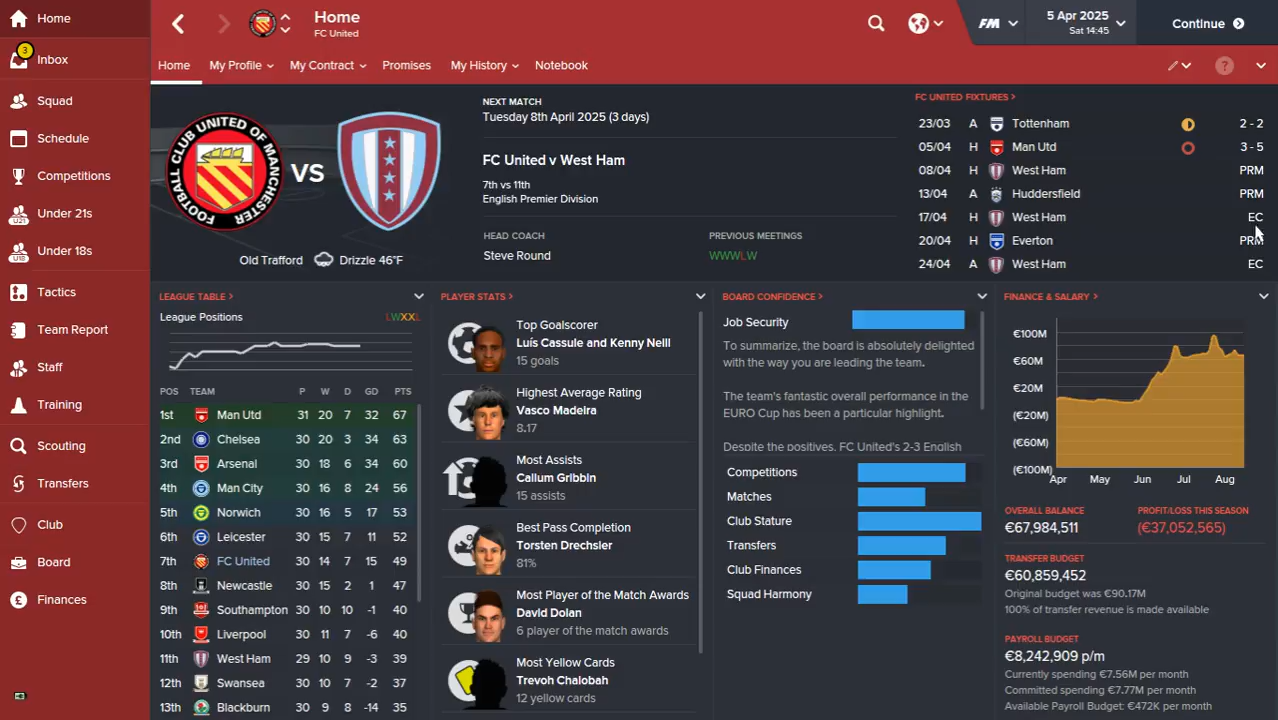 Home
3
Inbox
Squad
Schedule
Competitions
U21
Under 21s
U18
Under 18s
Tactics
Team Report
Staff
Training
Scouting
Transfers
Club
Board
Finances
Home
FC United
FM
5 Apr 2025
Sat 14:45
Continue
Home
My Profile
My Contract
Promises
My History
Notebook
?
CLUB UNITED OF MANCHESTER
FOOTBALL
VS
Old Trafford
Drizzle 46°F
NEXT MATCH
Tuesday 8th April 2025 (3 days)
FC United v West Ham
7th vs 11th
English Premier Division
HEAD COACH
Steve Round
PREVIOUS MEETINGS
WWWLW
FC UNITED FIXTURES >
23/03 A Tottenham 2 - 2
05/04 H Man Utd 3 - 5
08/04 H West Ham PRM
13/04 A Huddersfield PRM
17/04 H West Ham EC
20/04 H Everton PRM
24/04 A West Ham EC
LEAGUE TABLE >
League Positions
LWXXL
POS TEAM P W D GD PTS
1st Man Utd 31 20 7 32 67
2nd Chelsea 30 20 3 34 63
3rd Arsenal 30 18 6 34 60
4th Man City 30 16 8 24 56
5th Norwich 30 16 5 17 53
6th Leicester 30 15 7 11 52
7th FC United 30 14 7 15 49
8th Newcastle 30 15 2 1 47
9th Southampton 30 10 10 -1 40
10th Liverpool 30 11 7 -6 40
11th West Ham 29 10 9 -3 39
12th Swansea 30 10 7 -2 37
13th Blackburn 30 9 8 -14 35
PLAYER STATS >
Top Goalscorer
Luís Cassule and Kenny Neill
15 goals
Highest Average Rating
Vasco Madeira
8.17
Most Assists
Callum Gribbin
15 assists
Best Pass Completion
Torsten Drechsler
81%
Most Player of the Match Awards
David Dolan
6 player of the match awards
Most Yellow Cards
Trevoh Chalobah
12 yellow cards
BOARD CONFIDENCE >
Job Security
To summarize, the board is absolutely delighted
with the way you are leading the team.
The team's fantastic overall performance in the
EURO Cup has been a particular highlight.
Despite the positives, FC United's 2-3 English
Competitions
Matches
Club Stature
Transfers
Club Finances
Squad Harmony
FINANCE & SALARY >
€100M
€60M
€20M
(€20M)
(€60M)
(€100M)
Apr May Jun Jul Aug
OVERALL BALANCE
€67,984,511
PROFIT/LOSS THIS SEASON
(€37,052,565)
TRANSFER BUDGET
€60,859,452
Original budget was €90.17M
100% of transfer revenue is made available
PAYROLL BUDGET
€8,242,909 p/m
Currently spending €7.56M per month
Committed spending €7.77M per month
Available Payroll Budget: €472K per month